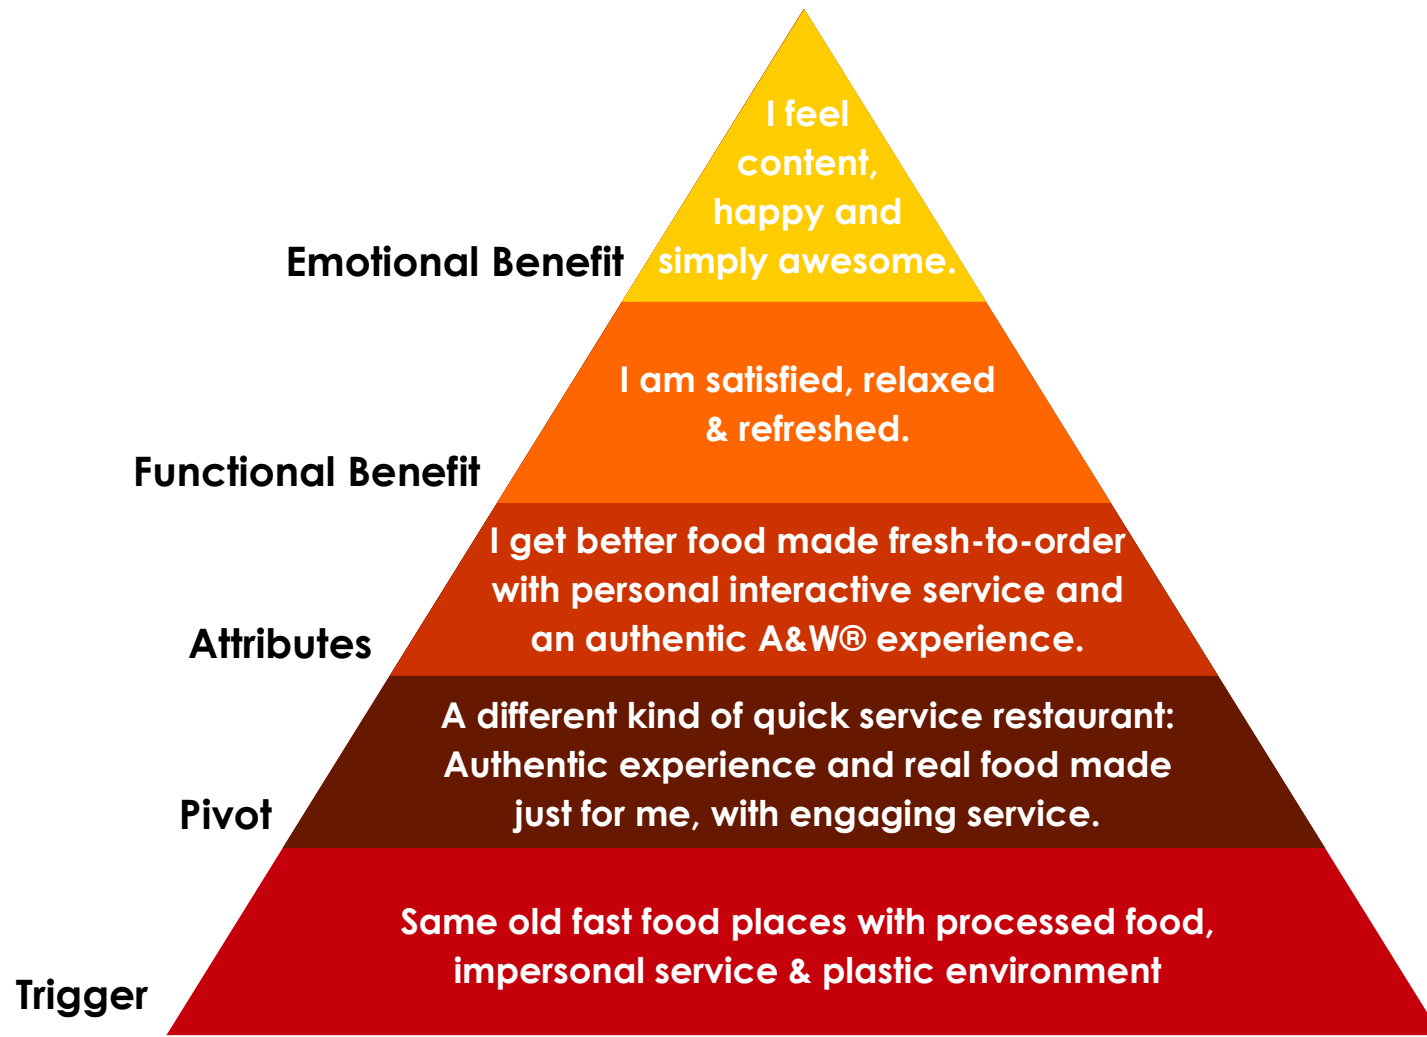 I feel
content,
happy and
simply awesome.
Emotional Benefit
I am satisfied, relaxed
& refreshed.
Functional Benefit
I get better food made fresh-to-order
with personal interactive service and
an authentic A&W® experience.
Attributes
A different kind of quick service restaurant:
Authentic experience and real food made
just for me, with engaging service.
Pivot
Same old fast food places with processed food,
impersonal service & plastic environment
Trigger